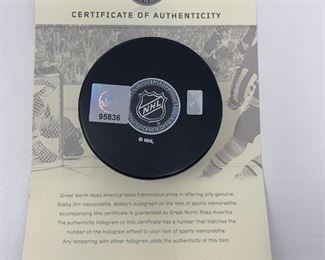 CERTIFICATE OF AUTHENTICITY
NHL
95836
© NHL
Great North Road America takes tremendous pride in offering only genuine
Bobby Orr memorabilia. Bobby's autograph on the item of sports memorabilia
accompanying this certificate is guaranteed by Great North Road America.
The authenticity hologram on this certificate has a number that matches
the number on the hologram affixed to your item of sports memorabilia.
Any tampering with either hologram voids the authenticity of this item.